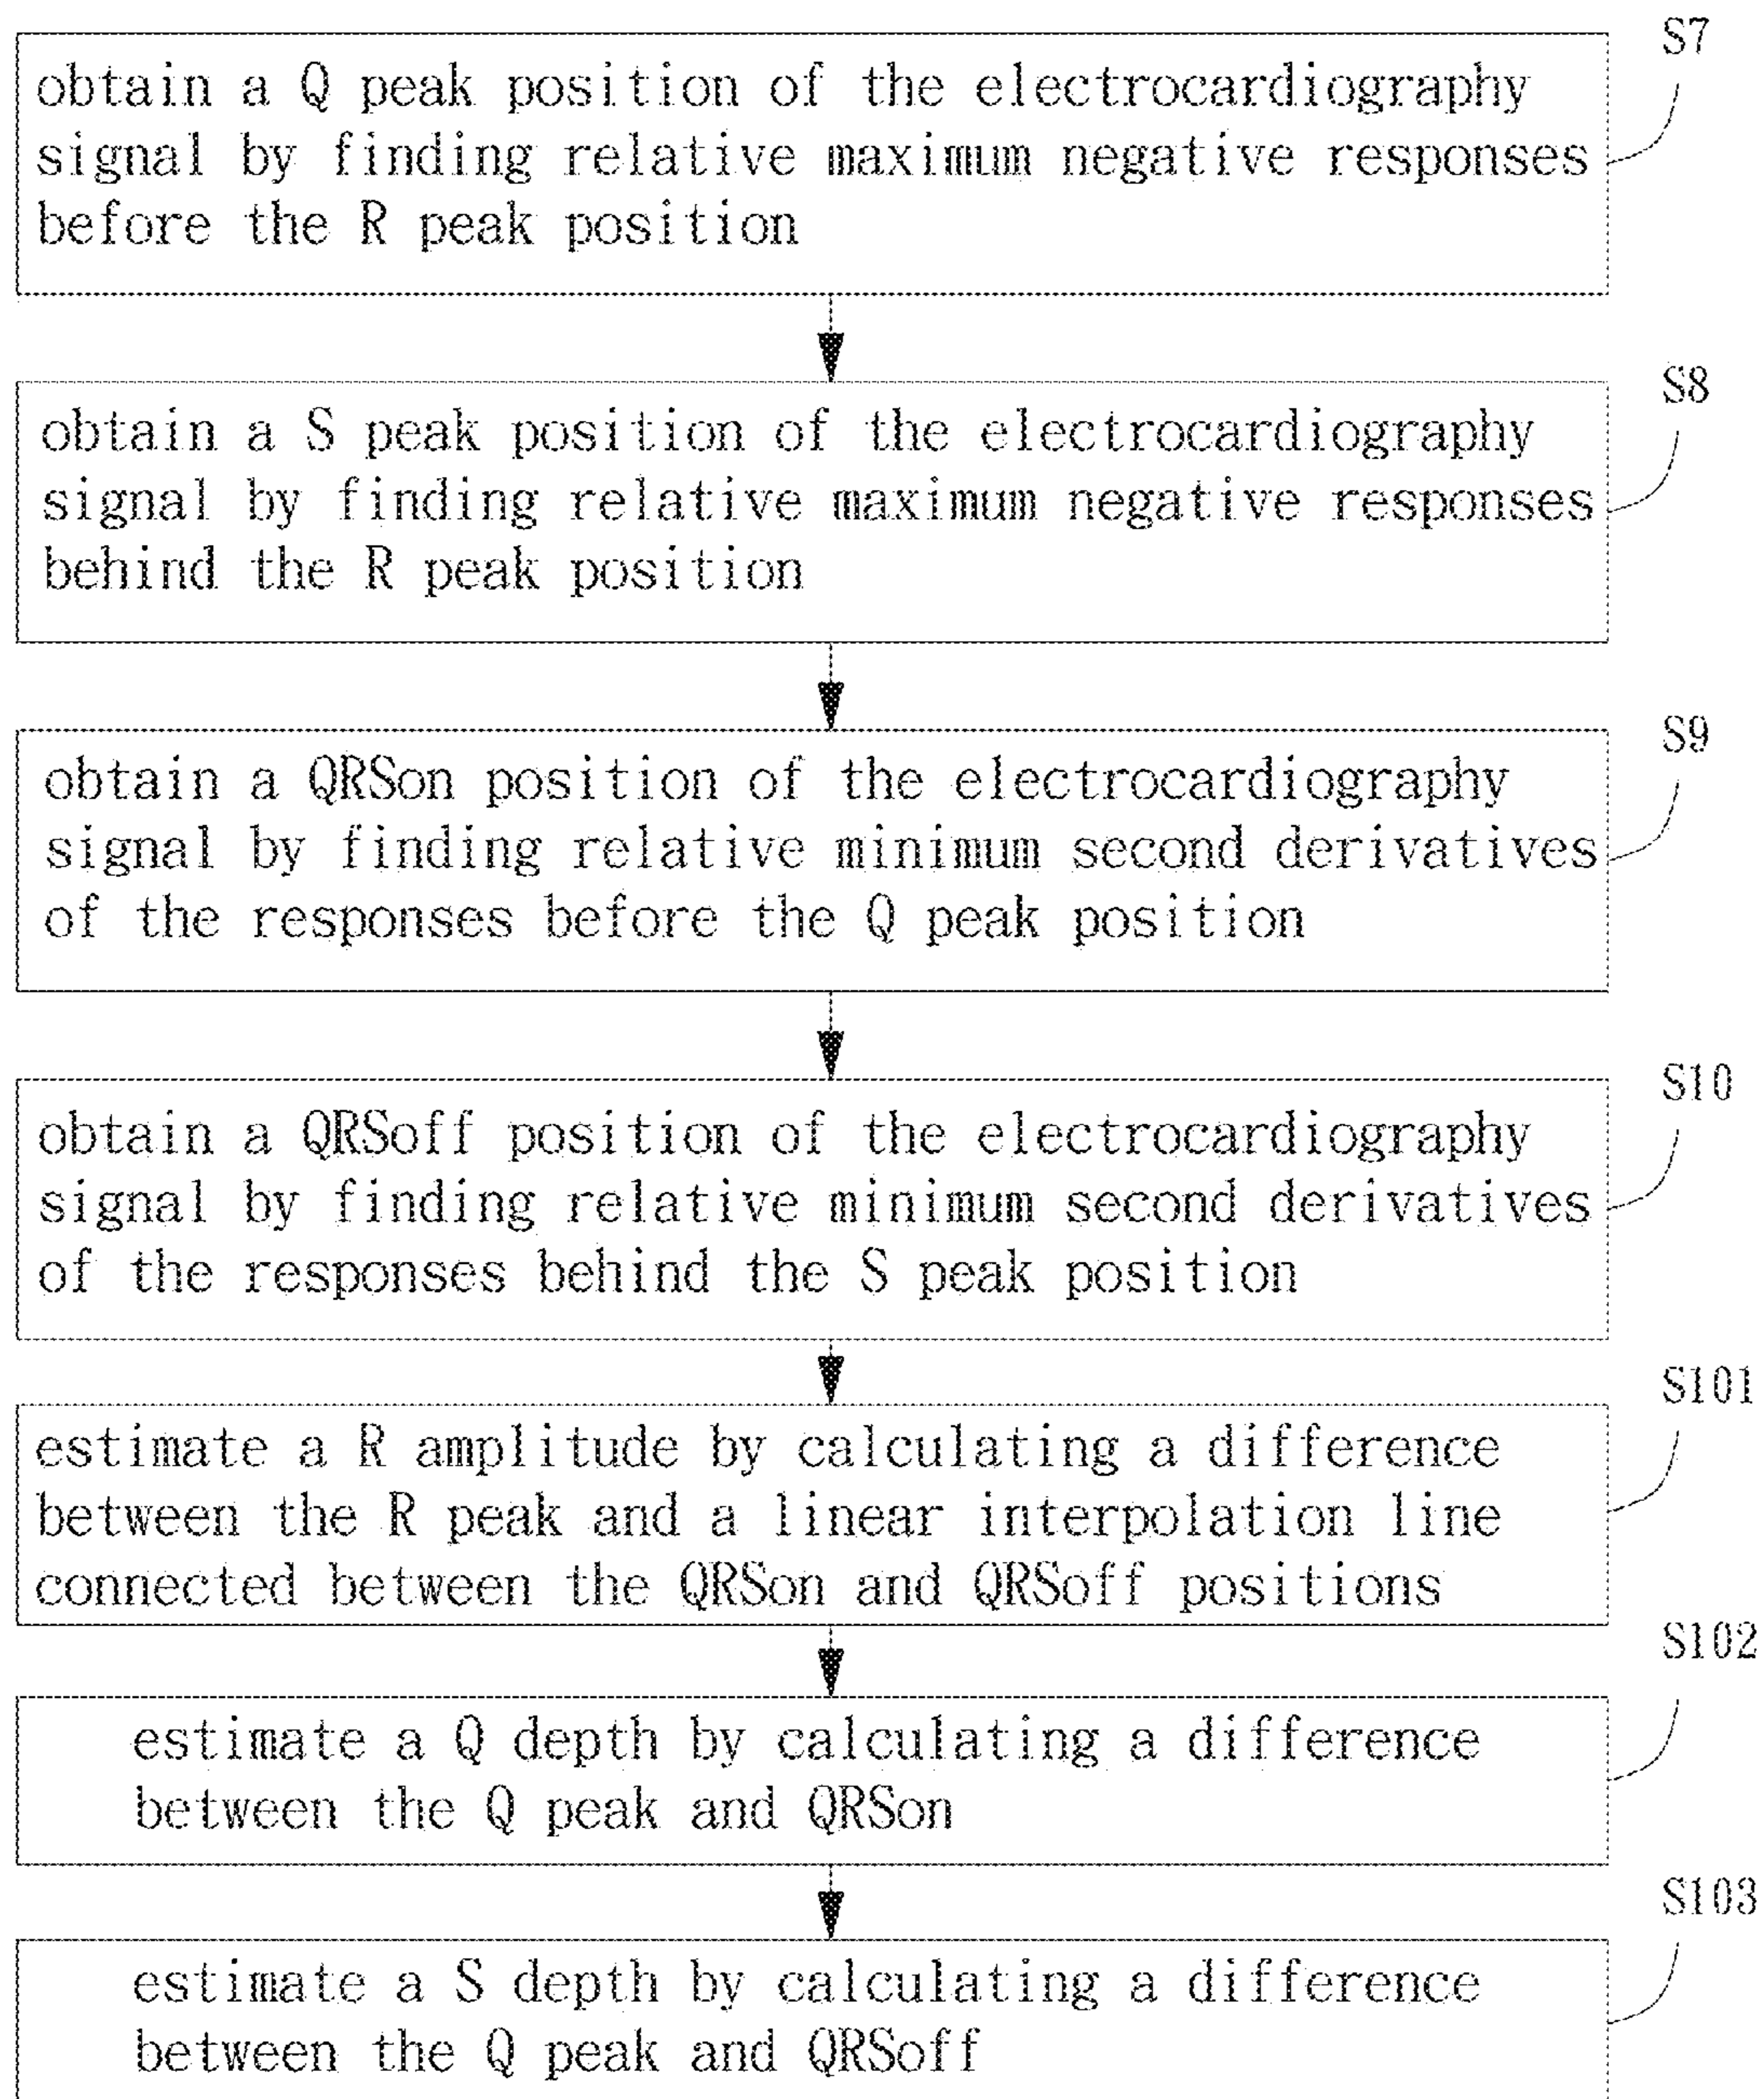 S7
obtain a Q peak position of the electrocardiography
signal by finding relative maximum negative responses
before the R peak position
S8
obtain a S peak position of the electrocardiography
signal by finding relative maximum negative responses
behind the R peak position
S9
obtain a QRSon position of the electrocardiography
signal by finding relative minimum second derivatives
of the responses before the Q peak position
S10
obtain a QRSoff position of the electrocardiography
signal by finding relative minimum second derivatives
of the responses behind the S peak position
S101
estimate a R amplitude by calculating a difference
between the R peak and a linear interpolation line
connected between the QRSon and QRSoff positions
S102
estimate a Q depth by calculating a difference
between the Q peak and QRSon
S103
estimate a S depth by calculating a difference
between the Q peak and QRSoff